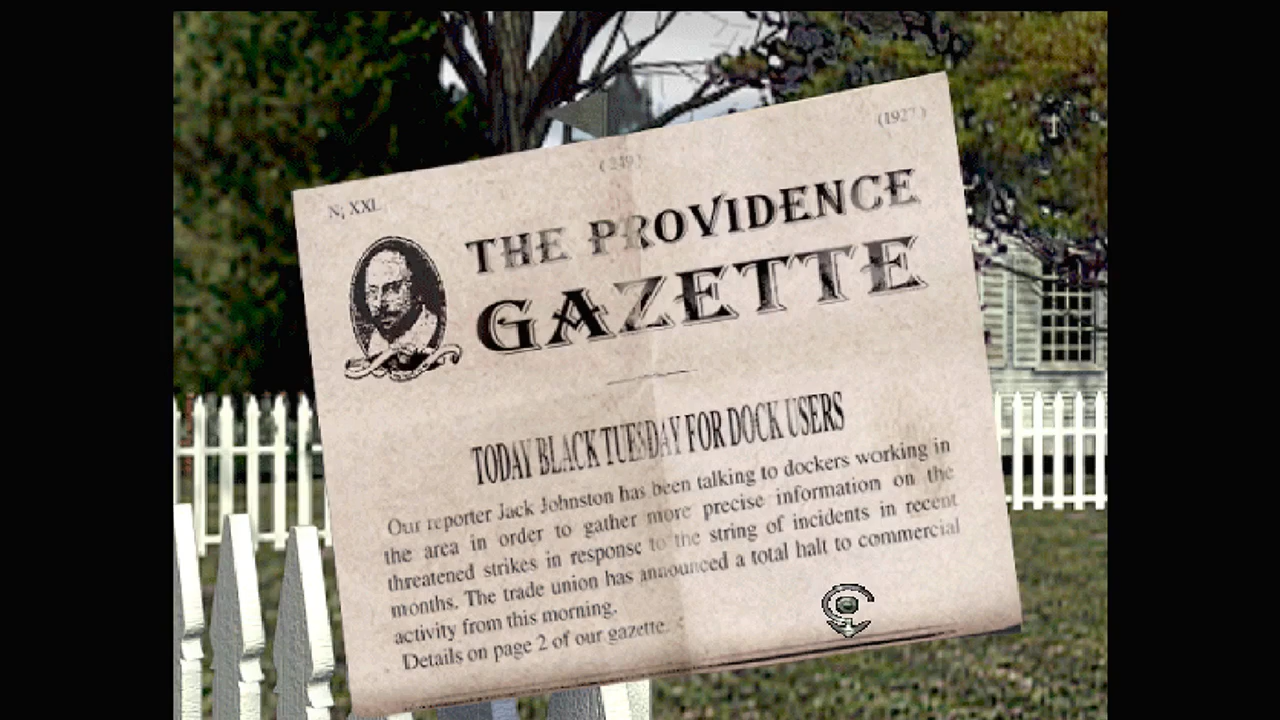 (1927)
(249)
N; XXL
THE PROVIDENCE
GAZETTE
TODAY BLACK TUESDAY FOR DOCK USERS
Our reporter Jack Johnston has been talking to dockers working in
the area in order to gather more precise information on the
threatened strikes in response to the string of incidents in recent
months. The trade union has announced a total halt to commercial
activity from this morning.
Details on page 2 of our gazette.